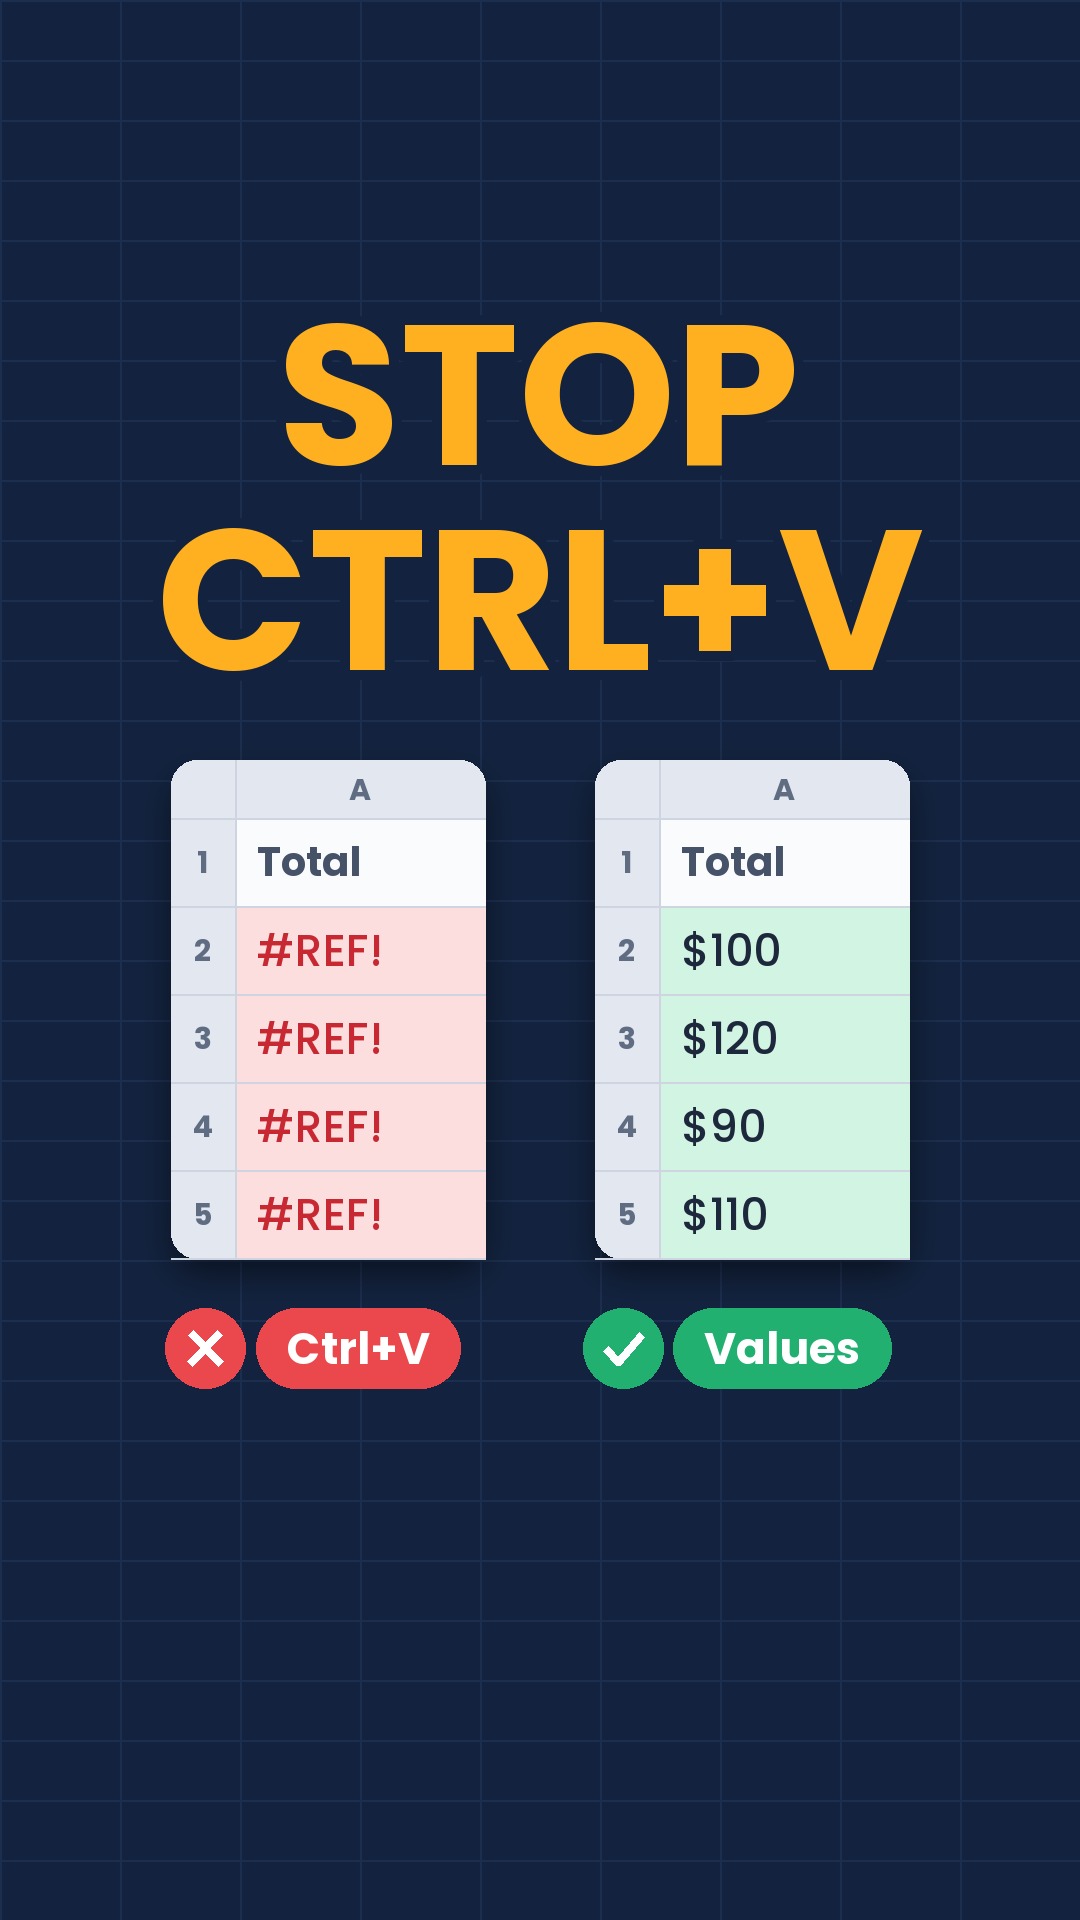 STOP
CTRL+V
A
1 Total
2 #REF!
3 #REF!
4 #REF!
5 #REF!
Ctrl+V
A
1 Total
2 $100
3 $120
4 $90
5 $110
Values